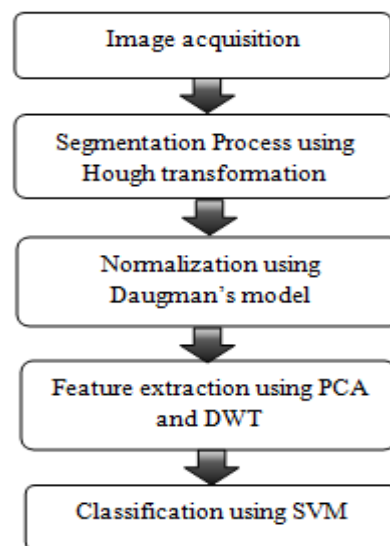 Image acquisition
Segmentation Process using
Hough transformation
Normalization using
Daugman's model
Feature extraction using PCA
and DWT
Classification using SVM